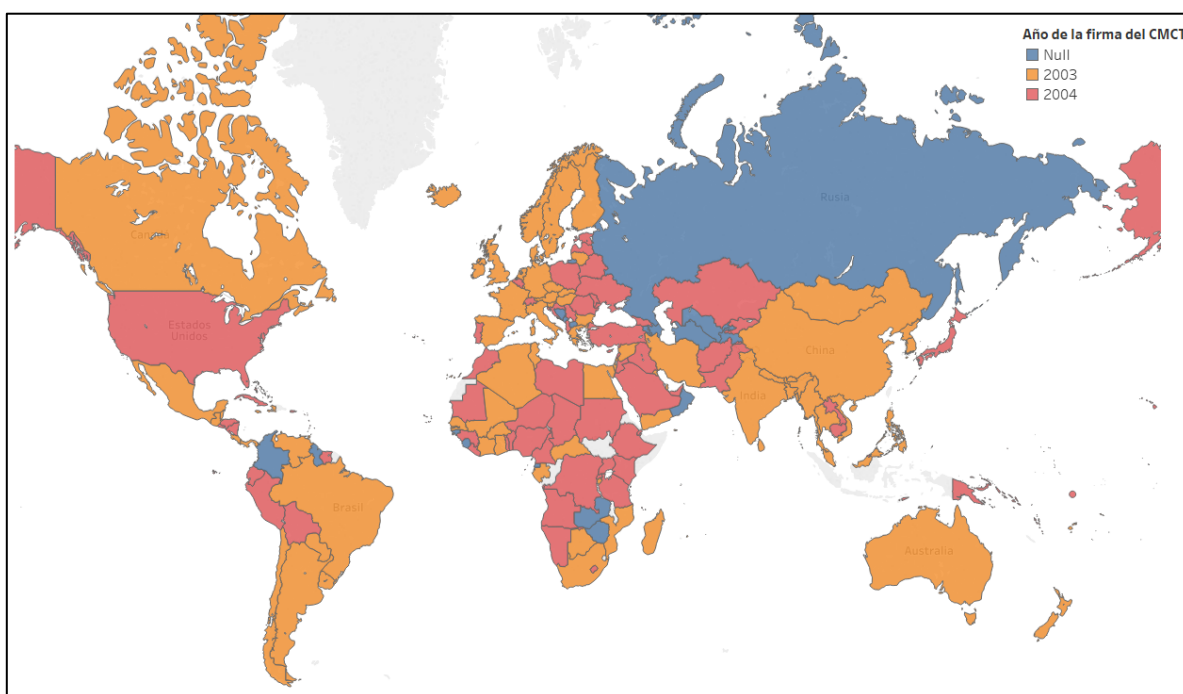 Año de la firma del CMCT
Null
2003
2004
Rusia
Canadá
Estados
Unidos
China
India
Brasil
Australia